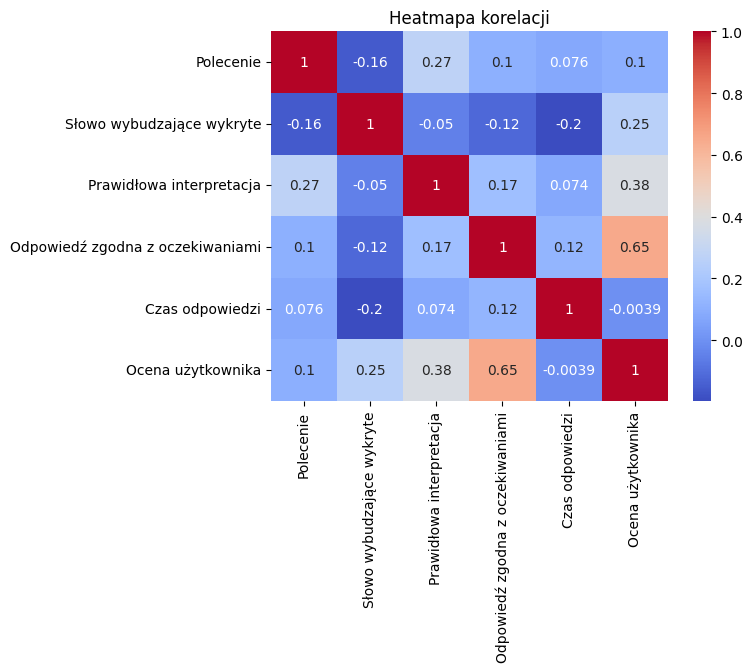 Heatmapa korelacji
Polecenie 1 -0.16 0.27 0.1 0.076 0.1
Słowo wybudzające wykryte -0.16 1 -0.05 -0.12 -0.2 0.25
Prawidłowa interpretacja 0.27 -0.05 1 0.17 0.074 0.38
Odpowiedź zgodna z oczekiwaniami 0.1 -0.12 0.17 1 0.12 0.65
Czas odpowiedzi 0.076 -0.2 0.074 0.12 1 -0.0039
Ocena użytkownika 0.1 0.25 0.38 0.65 -0.0039 1
Polecenie
Słowo wybudzające wykryte
Prawidłowa interpretacja
Odpowiedź zgodna z oczekiwaniami
Czas odpowiedzi
Ocena użytkownika
1.0
0.8
0.6
0.4
0.2
0.0